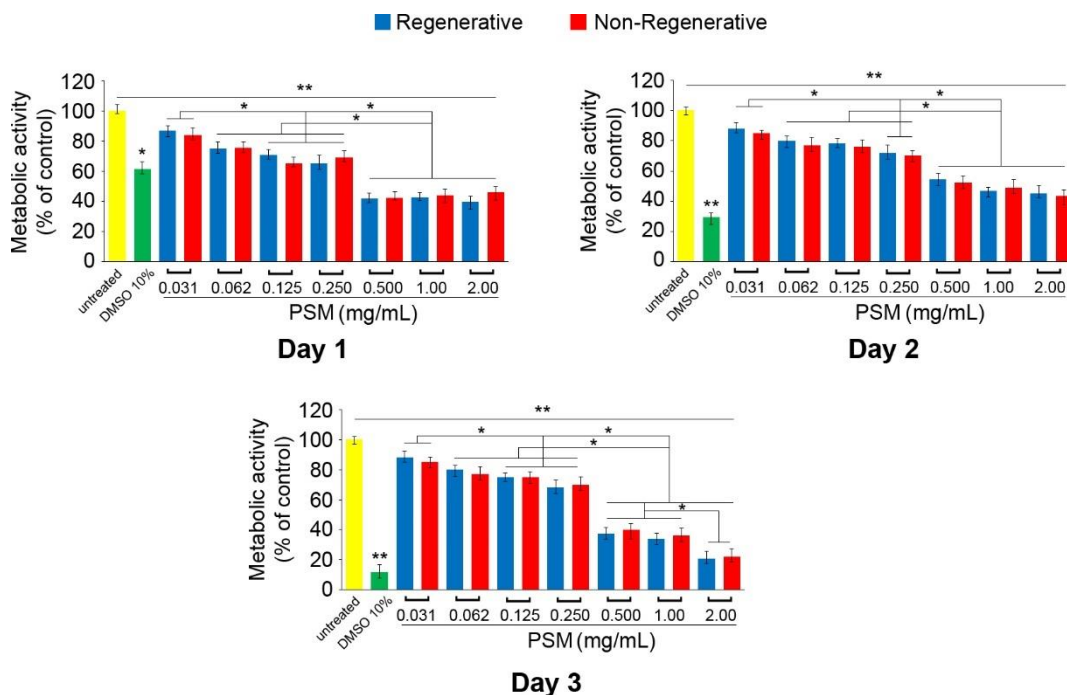 Regenerative Non-Regenerative
Metabolic activity
(% of control)
120
100
80
60
40
20
0
**
*
*
*
*
untreated
DMSO 10%
0.031 0.062 0.125 0.250 0.500 1.00 2.00
PSM (mg/mL)
Day 1
Metabolic activity
(% of control)
120
100
80
60
40
20
0
**
*
*
*
**
untreated
DMSO 10%
0.031 0.062 0.125 0.250 0.500 1.00 2.00
PSM (mg/mL)
Day 2
Metabolic activity
(% of control)
120
100
80
60
40
20
0
**
*
*
*
*
**
untreated
DMSO 10%
0.031 0.062 0.125 0.250 0.500 1.00 2.00
PSM (mg/mL)
Day 3